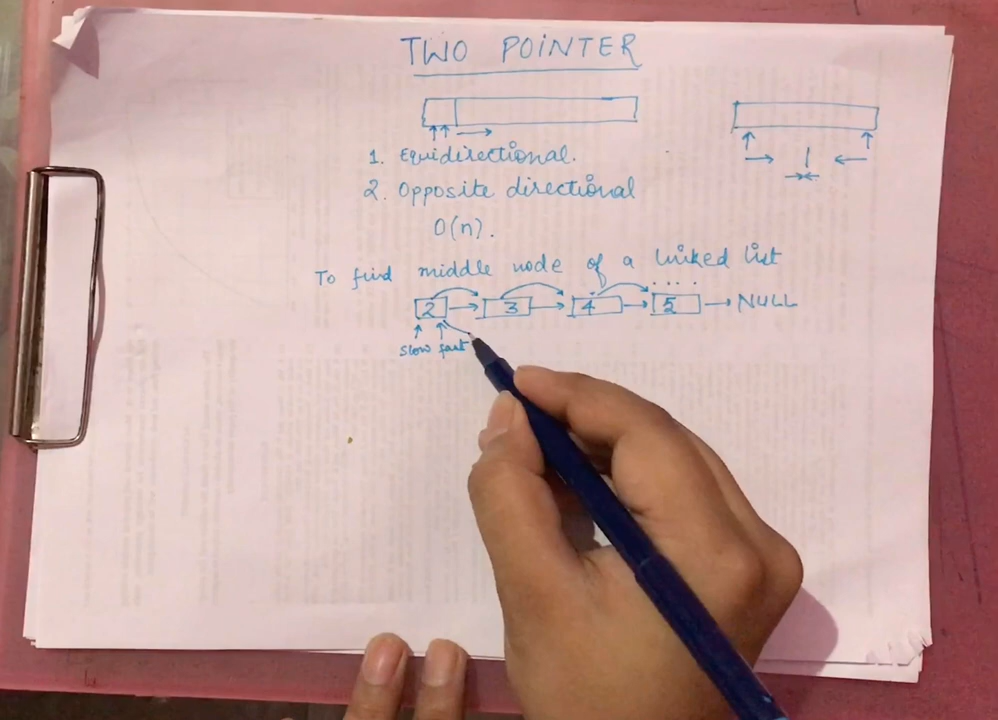 TWO POINTER
1. Equidirectional.
2. Opposite directional
O(n).
To find middle node of a linked list
2 3 4 5 NULL
slow fast